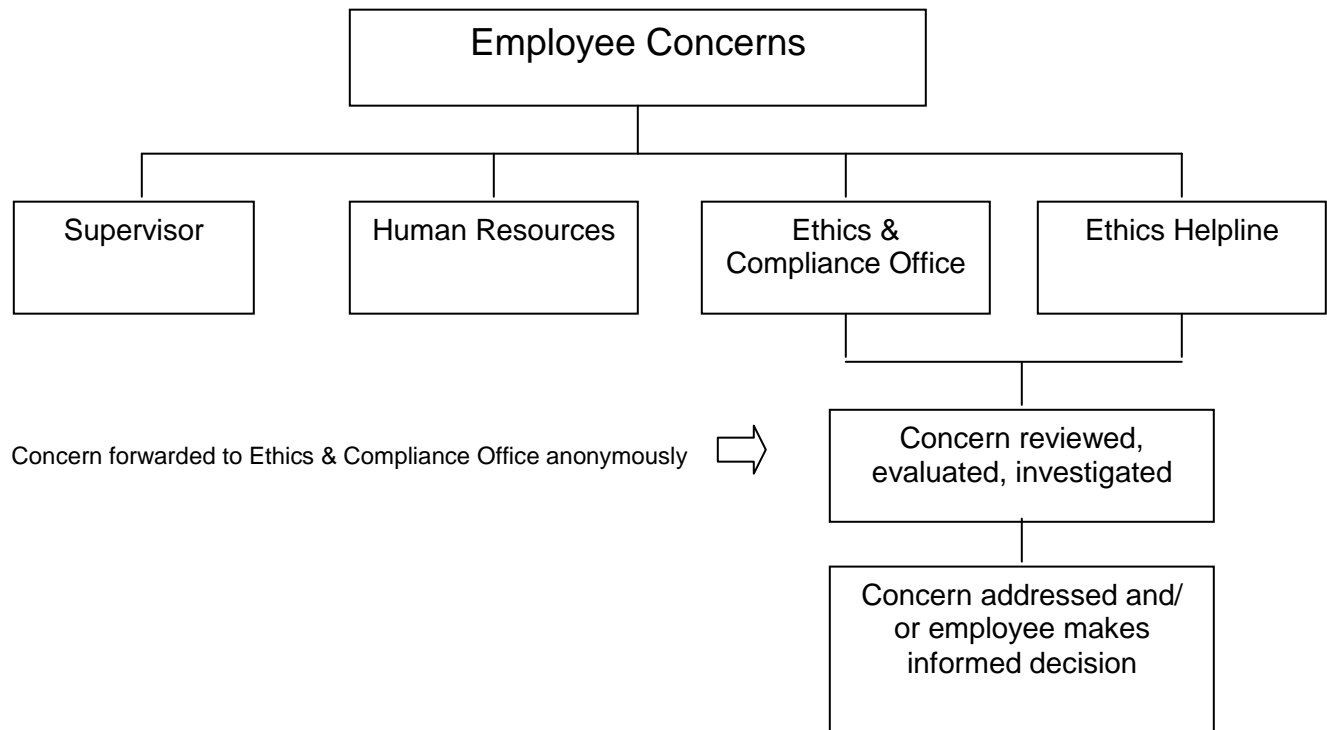 Employee Concerns
Supervisor
Human Resources
Ethics &
Compliance Office
Ethics Helpline
Concern forwarded to Ethics & Compliance Office anonymously
Concern reviewed,
evaluated, investigated
Concern addressed and/
or employee makes
informed decision